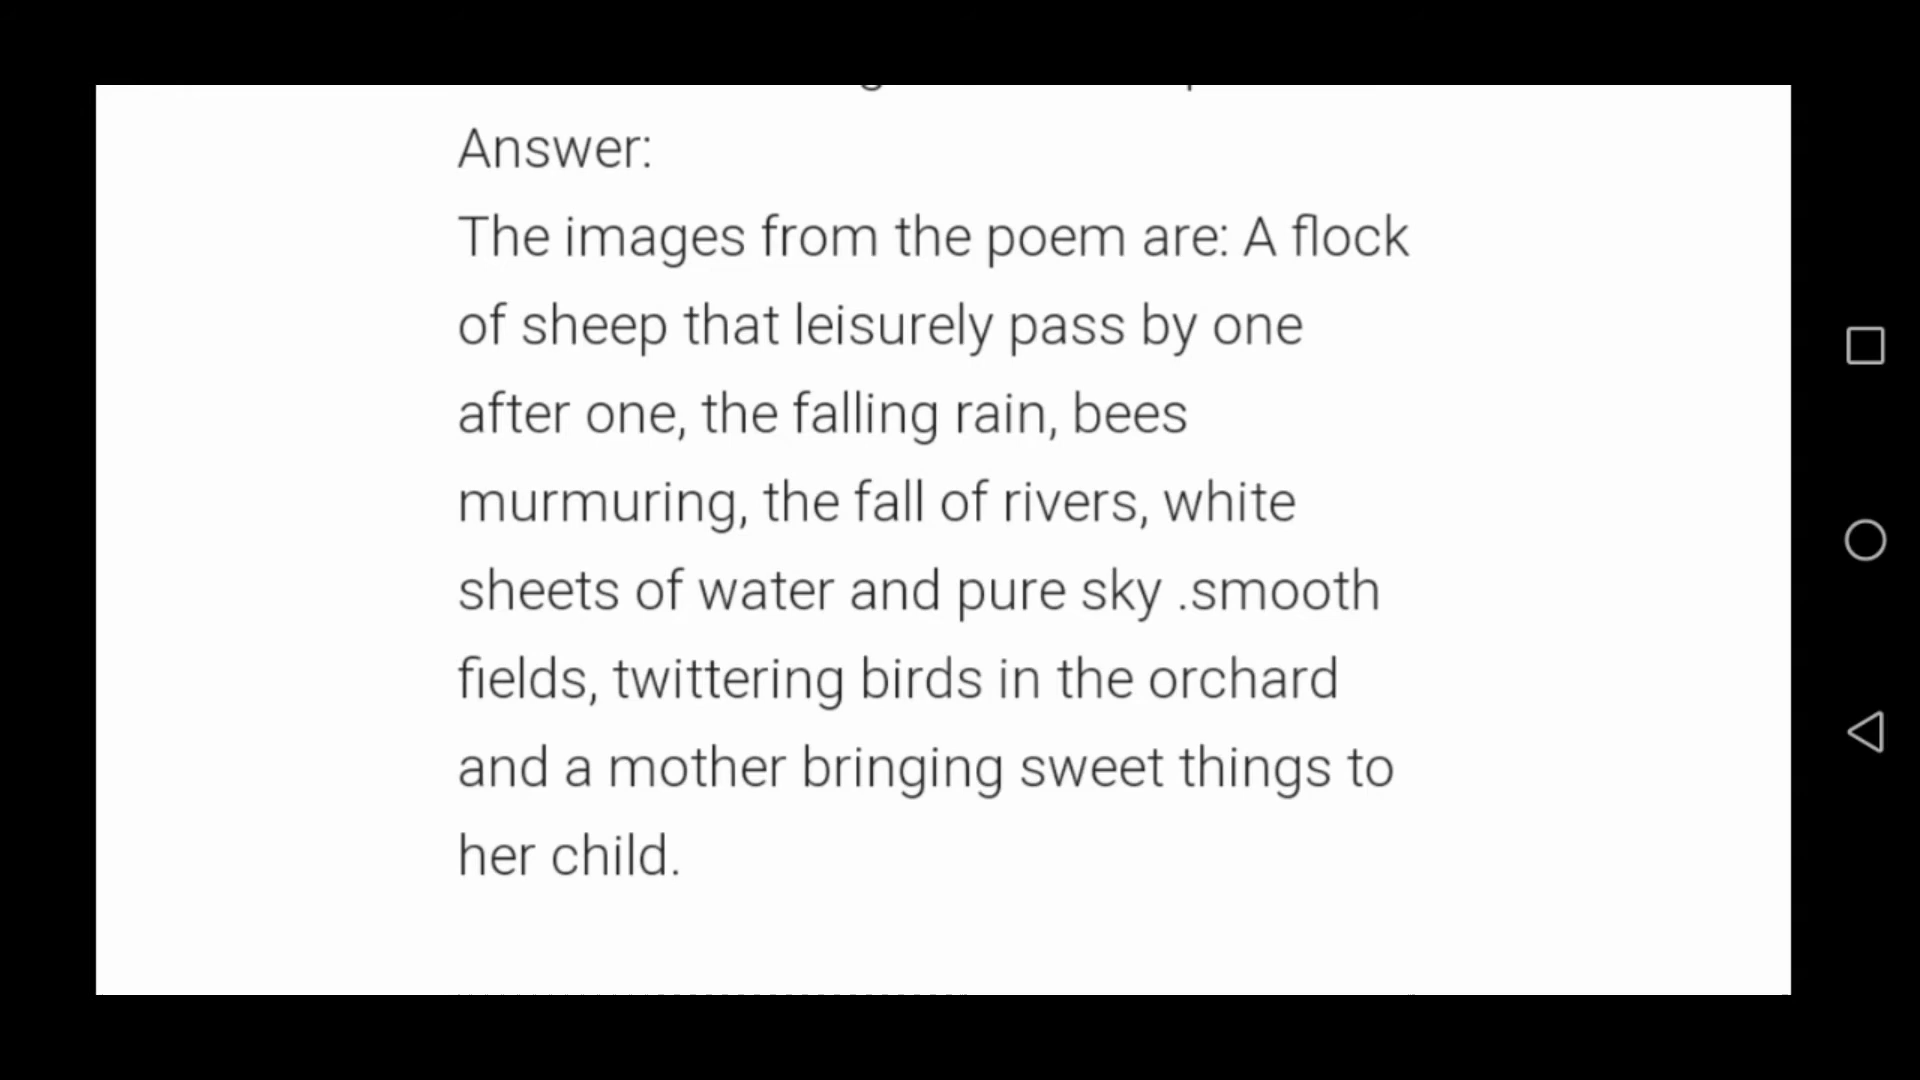 Answer:
The images from the poem are: A flock
of sheep that leisurely pass by one
after one, the falling rain, bees
murmuring, the fall of rivers, white
sheets of water and pure sky .smooth
fields, twittering birds in the orchard
and a mother bringing sweet things to
her child.